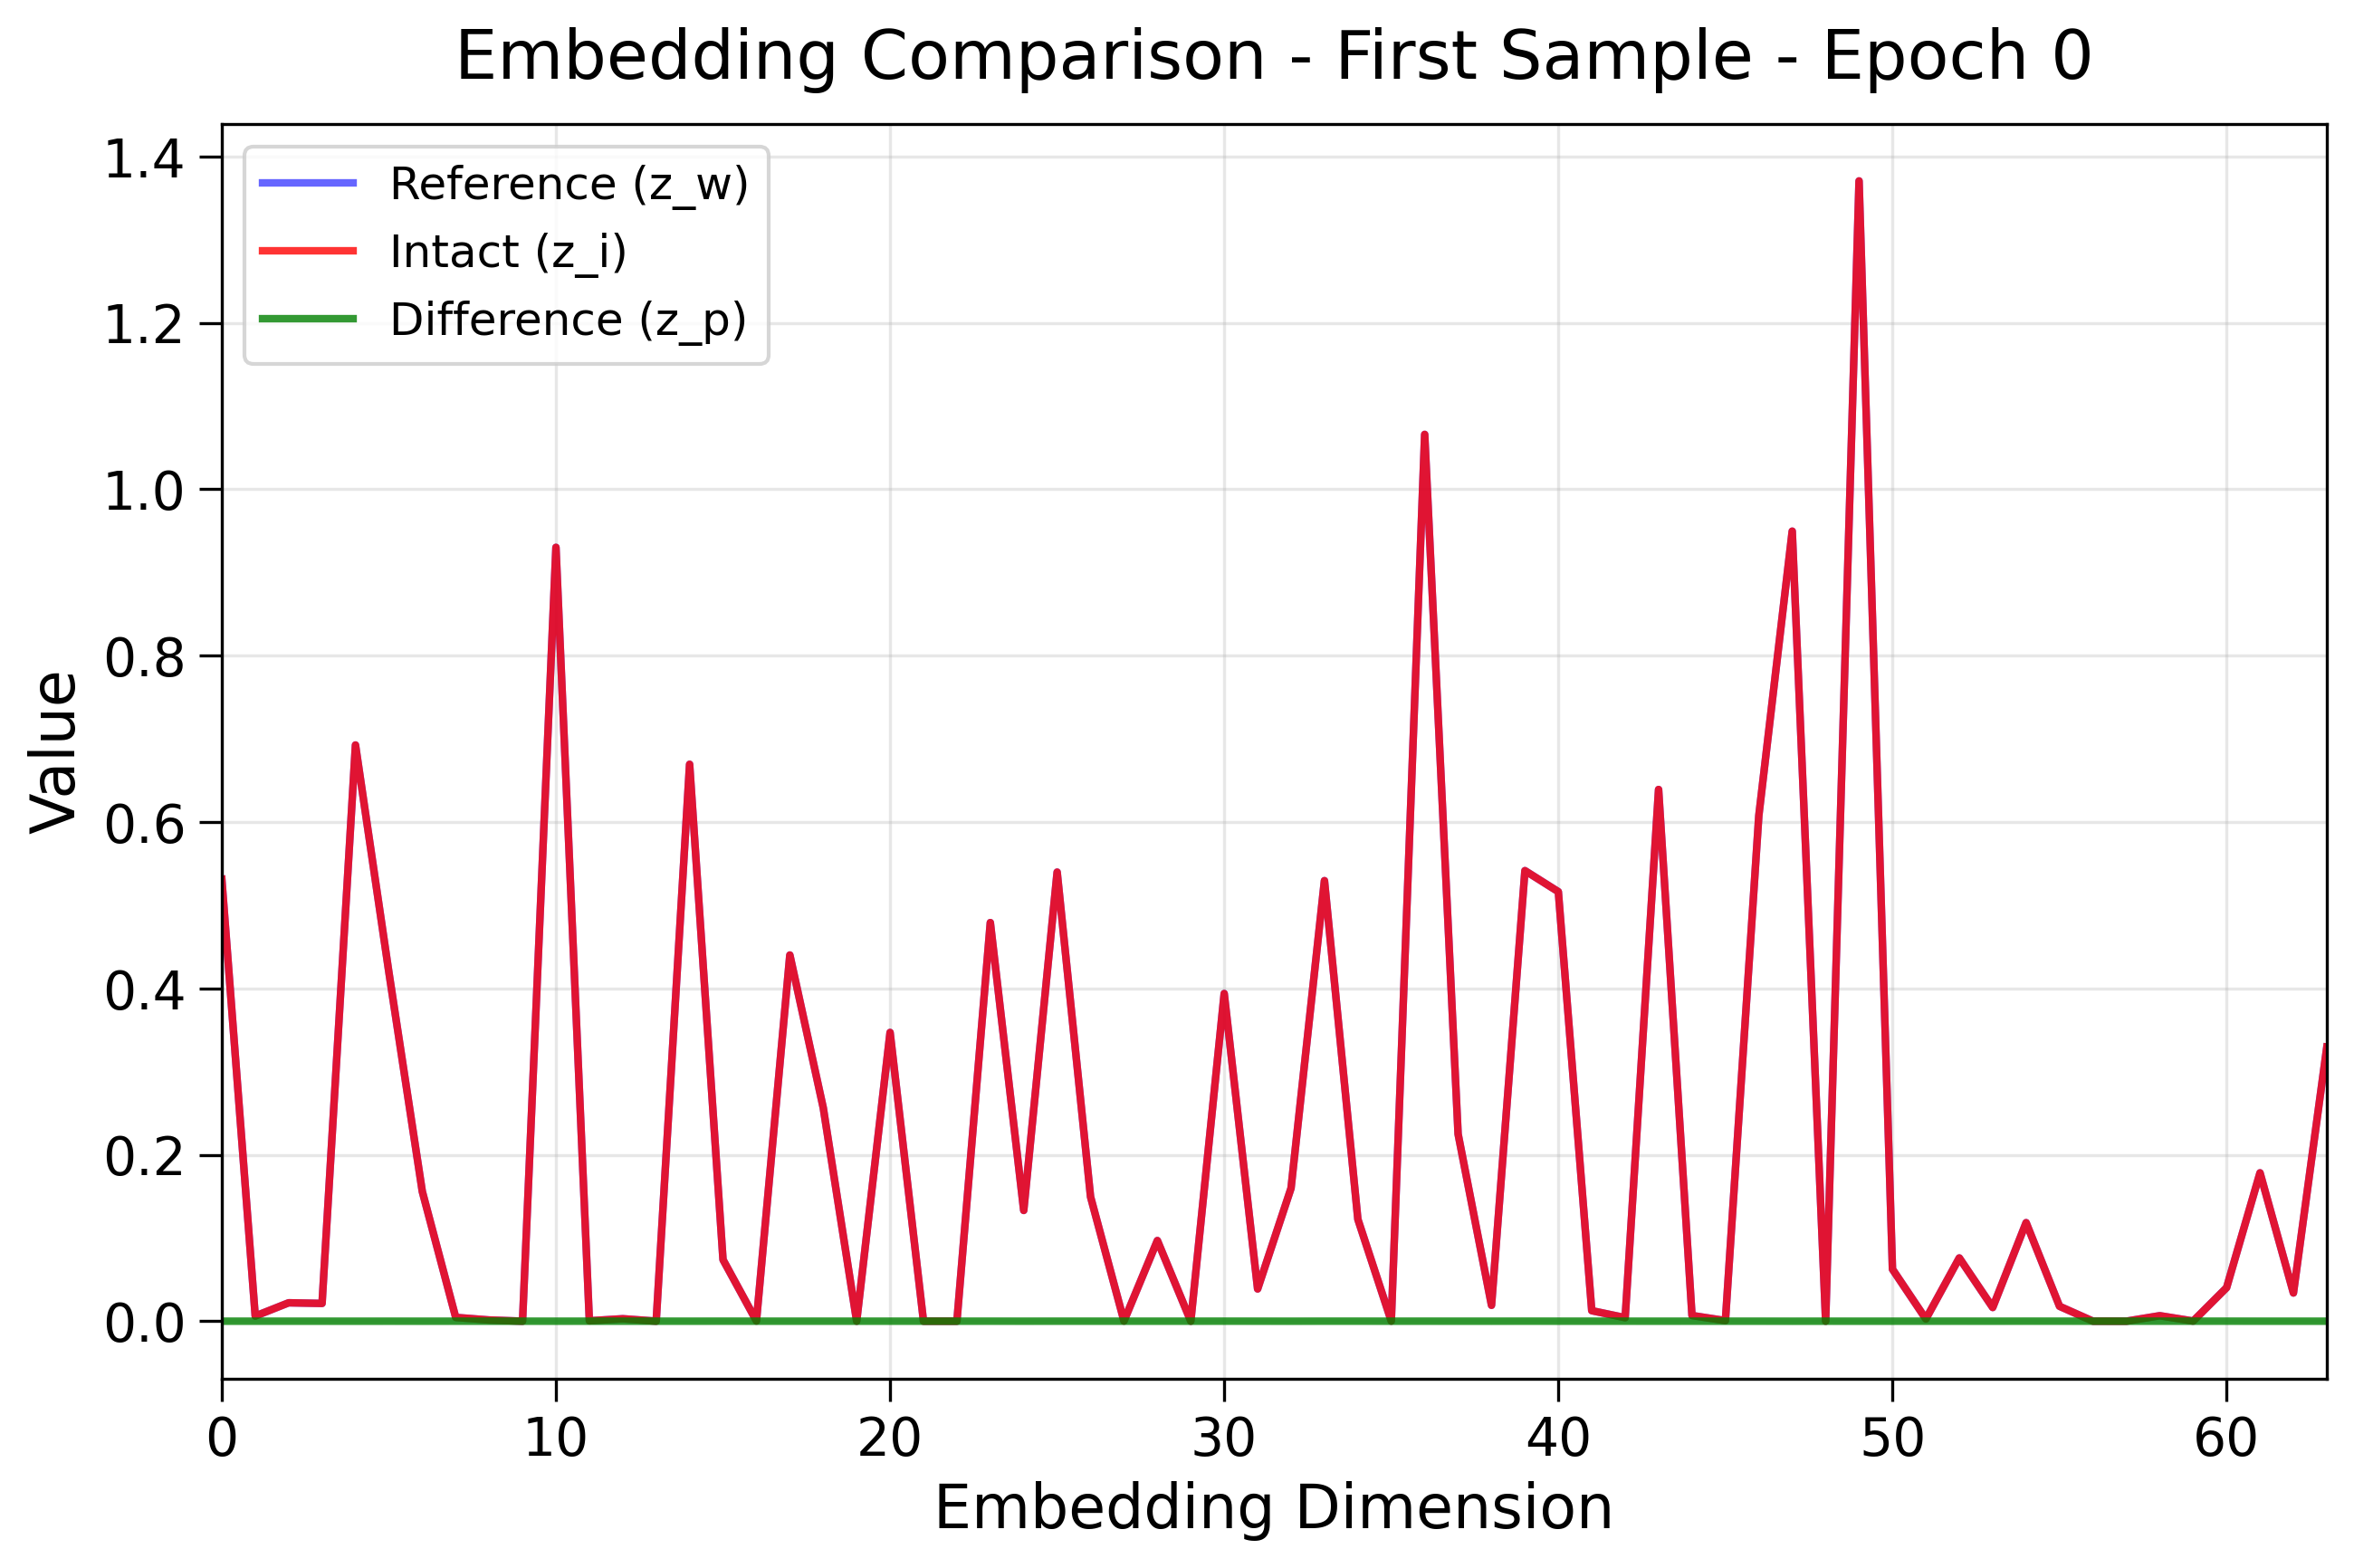 Embedding Comparison - First Sample - Epoch 0
Reference (z_w)
Intact (z_i)
Difference (z_p)
1.4
1.2
1.0
0.8
0.6
0.4
0.2
0.0
Value
0 10 20 30 40 50 60
Embedding Dimension